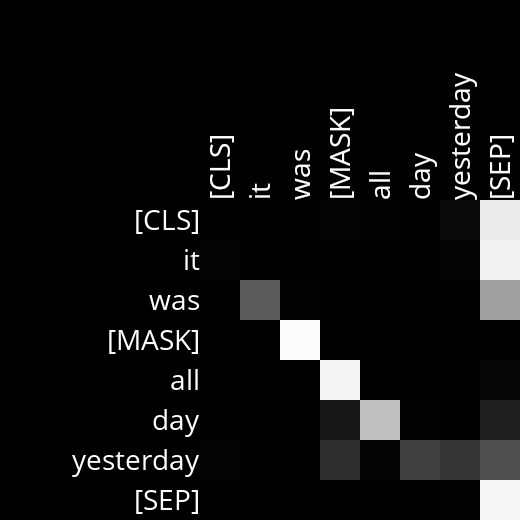 [CLS] it was [MASK] all day yesterday [SEP]
[CLS]
it
was
[MASK]
all
day
yesterday
[SEP]